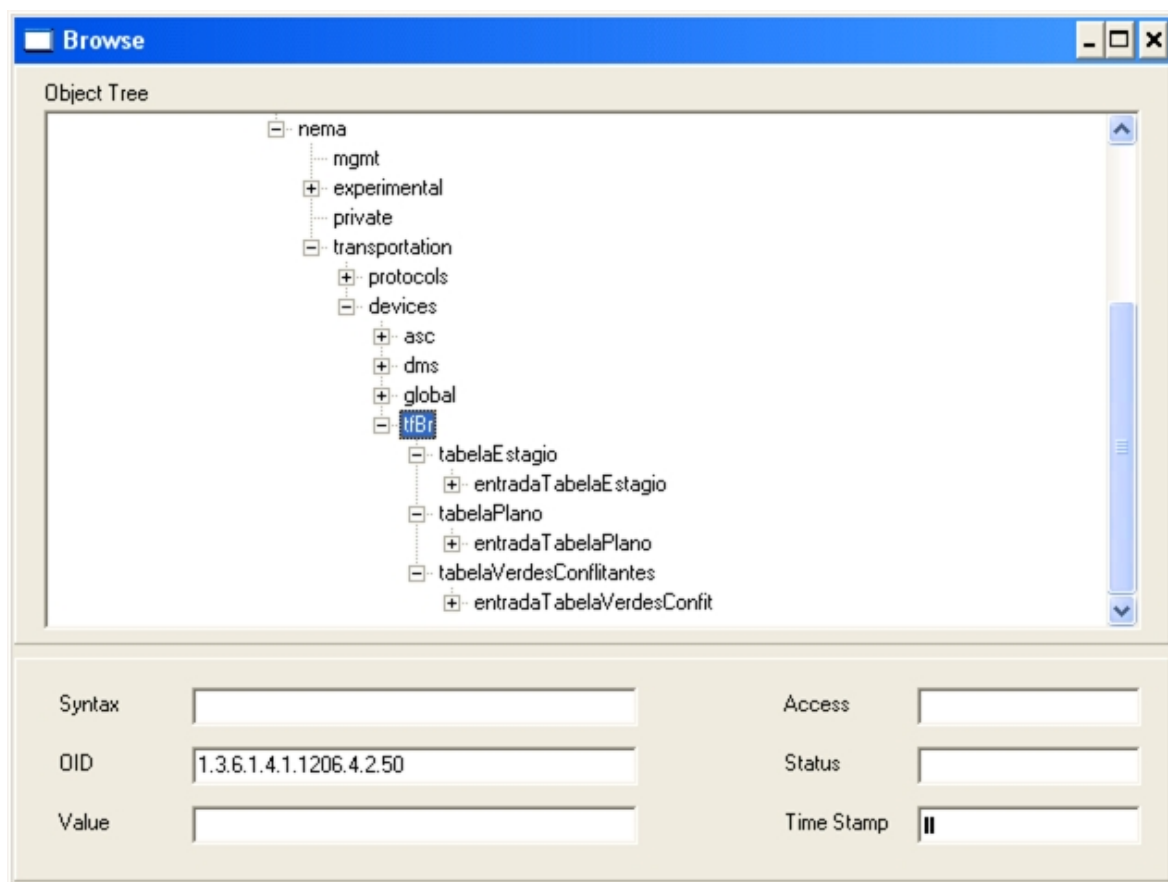 Browse
Object Tree
nema
mgmt
experimental
private
transportation
protocols
devices
asc
dms
global
tfBr
tabelaEstagio
entradaTabelaEstagio
tabelaPlano
entradaTabelaPlano
tabelaVerdesConflitantes
entradaTabelaVerdesConfit
Syntax
Access
OID 1.3.6.1.4.1.1206.4.2.50
Status
Value
Time Stamp